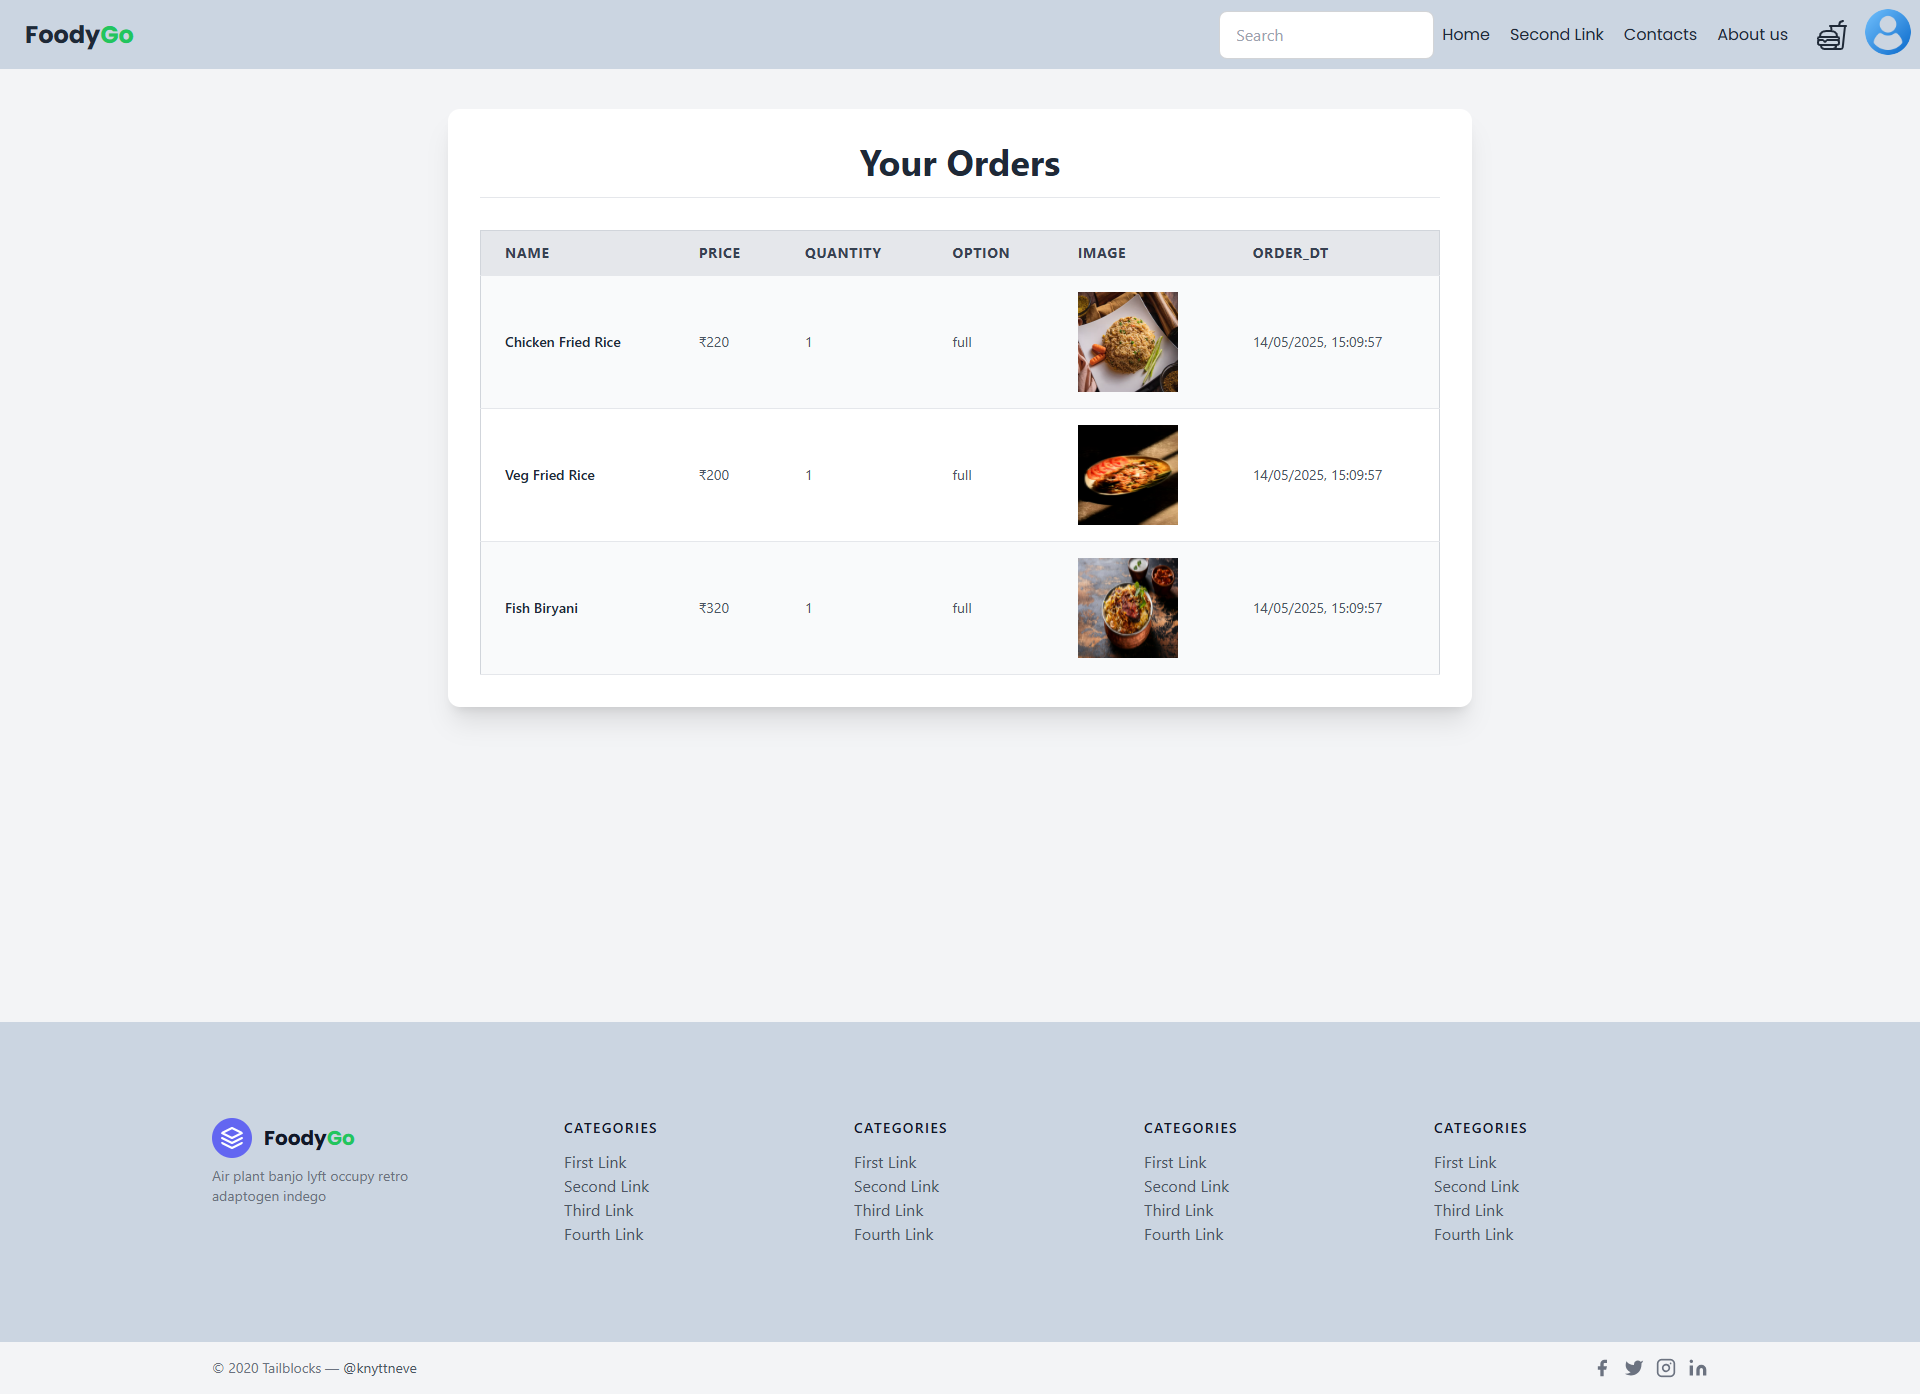 FoodyGo
Search
Home
Second Link
Contacts
About us
Your Orders
NAME PRICE QUANTITY OPTION IMAGE ORDER_DT
Chicken Fried Rice ₹220 1 full 14/05/2025, 15:09:57
Veg Fried Rice ₹200 1 full 14/05/2025, 15:09:57
Fish Biryani ₹320 1 full 14/05/2025, 15:09:57
FoodyGo
Air plant banjo lyft occupy retro
adaptogen indego
CATEGORIES
First Link
Second Link
Third Link
Fourth Link
CATEGORIES
First Link
Second Link
Third Link
Fourth Link
CATEGORIES
First Link
Second Link
Third Link
Fourth Link
CATEGORIES
First Link
Second Link
Third Link
Fourth Link
© 2020 Tailblocks — @knyttneve